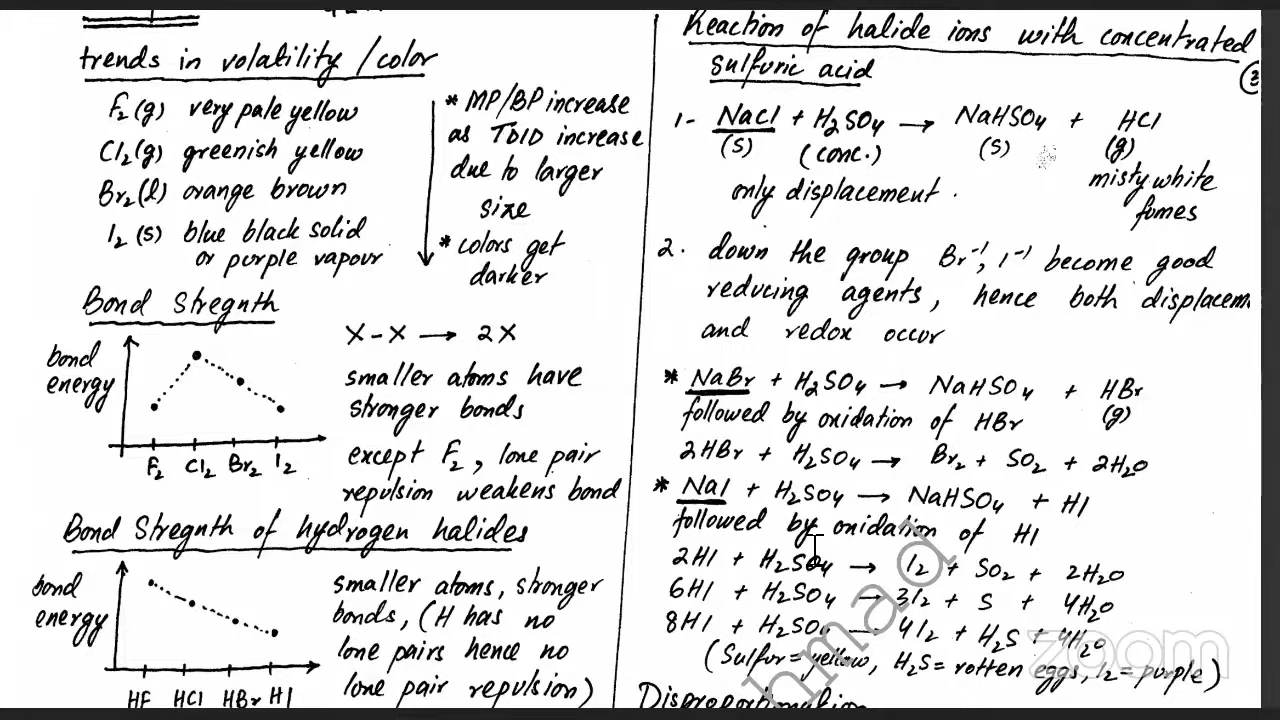 trends in volatility / color
F₂ (g) very pale yellow
Cl₂ (g) greenish yellow
Br₂ (l) orange brown
I₂ (s) blue black solid
or purple vapour
* MP/BP increase
as TDID increase
due to larger
size
* colors get
darker
Bond Stregnth
bond
energy
F₂ Cl₂ Br₂ I₂
X-X → 2X
smaller atoms have
stronger bonds
except F₂, lone pair
repulsion weakens bond
Bond Stregnth of hydrogen halides
bond
energy
HF HCl HBr HI
smaller atoms, stronger
bonds, (H has no
lone pairs hence no
lone pair repulsion)
Reaction of halide ions with concentrated
sulfuric acid
1- NaCl + H₂SO₄ → NaHSO₄ + HCl
(s) (conc.) (s) (g)
only displacement. misty white
fumes
2. down the group Br⁻¹, I⁻¹ become good
reducing agents, hence both displacem
and redox occur
* NaBr + H₂SO₄ → NaHSO₄ + HBr
followed by oxidation of HBr (g)
2HBr + H₂SO₄ → Br₂ + SO₂ + 2H₂O
* NaI + H₂SO₄ → NaHSO₄ + HI
followed by oxidation of HI
2HI + H₂SO₄ → I₂ + SO₂ + 2H₂O
6HI + H₂SO₄ → 3I₂ + S + 4H₂O
8HI + H₂SO₄ → 4I₂ + H₂S + 4H₂O
(Sulfur = yellow, H₂S = rotten eggs, I₂ = purple)
Disproportionation
hmad
zoom